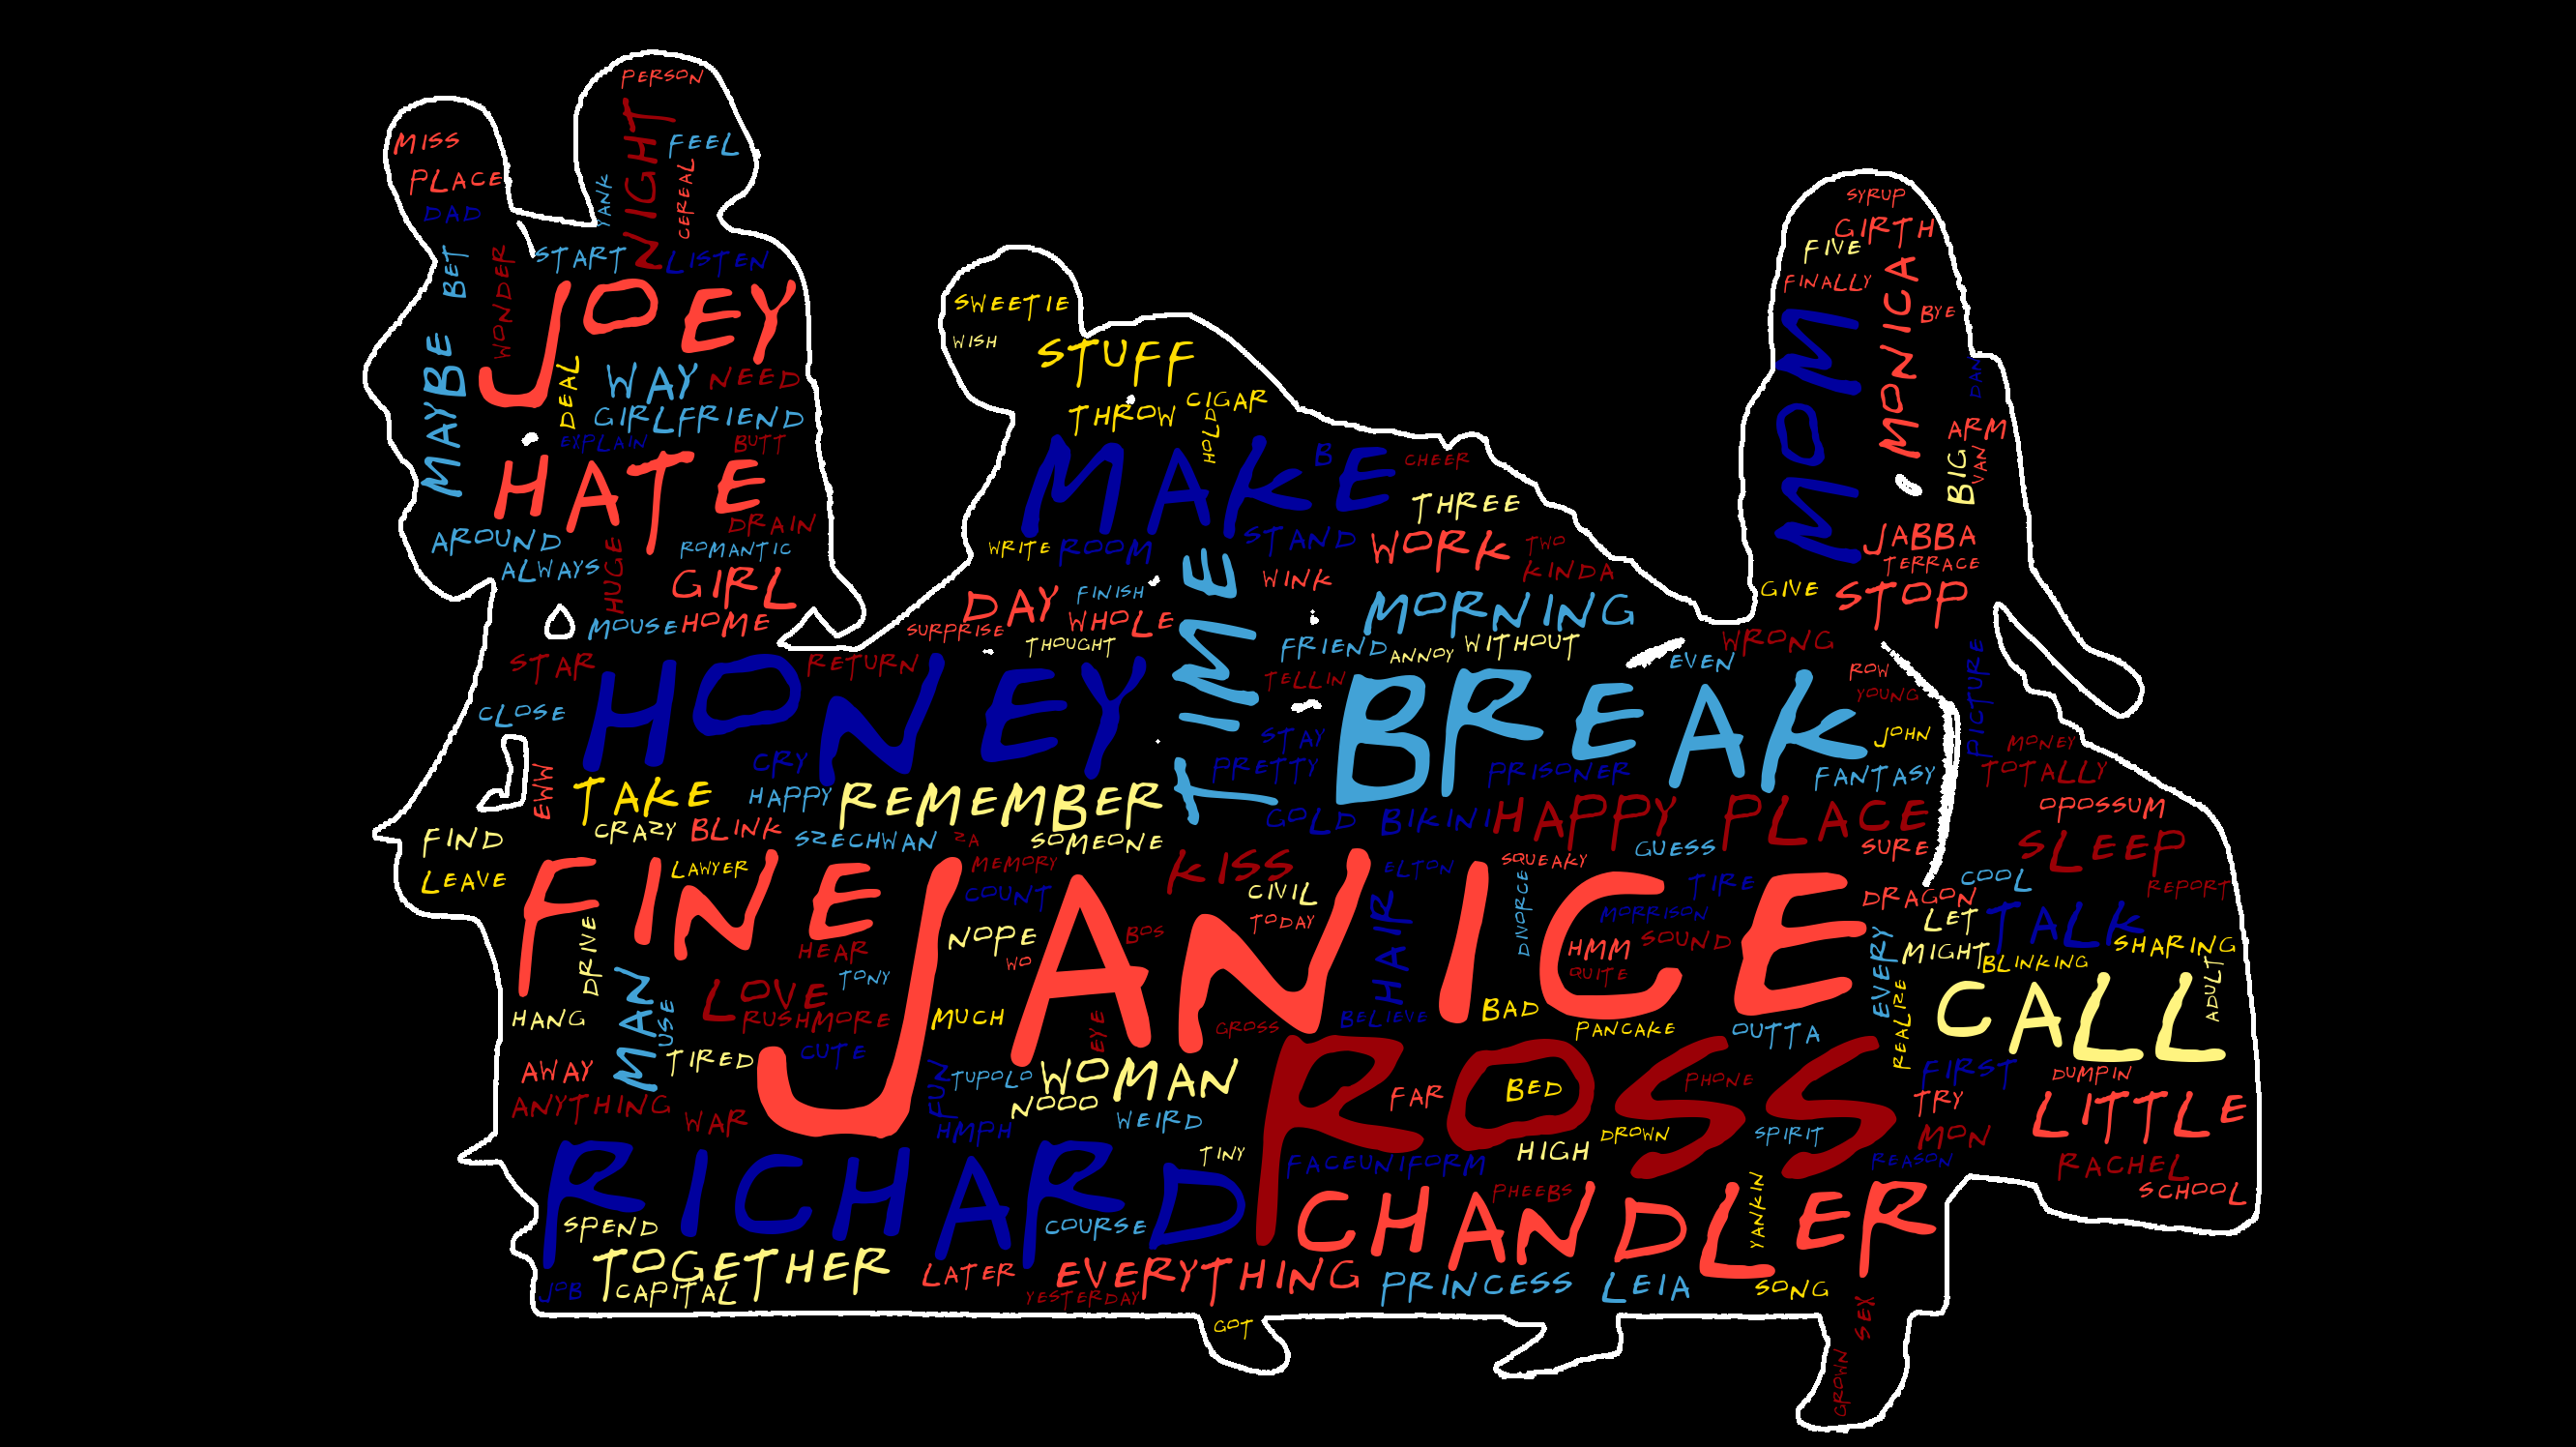 PERSON
MISS
NIGHT
FEEL
PLACE
YANK
CEREAL
DAD
SYRUP
GIRTH
FIVE
BET
WONDER
START
LISTEN
FINALLY
MONICA
BYE
JOEY
SWEETIE
WISH
STUFF
MOM
DAN
MAYBE
DEAL
WAY
NEED
GIRLFRIEND
THROW
CIGAR
HOLD
ARM
EXPLAIN
BUTT
HATE
MAKE
B
CHEER
BIG
VAN
DRAIN
THREE
AROUND
ROMANTIC
WRITE
ROOM
STAND
WORK
TWO
JABBA
ALWAYS
HUGE
GIRL
TIME
WINK
KINDA
TERRACE
DAY
FINISH
GIVE
STOP
MOUSE
HOME
SURPRISE
WHOLE
MORNING
THOUGHT
FRIEND
ANNOY
WITHOUT
WRONG
STAR
RETURN
EVEN
ROW
PICTURE
HONEY
TELLIN
BREAK
YOUNG
CLOSE
STAY
JOHN
MONEY
CRY
PRETTY
PRISONER
FANTASY
TOTALLY
EWW
TAKE
HAPPY
REMEMBER
GOLD BIKINI
HAPPY PLACE
OPOSSUM
FIND
CRAZY
BLINK
SZECHWAN
ZA
SOMEONE
GUESS
SURE
SLEEP
LEAVE
FINE
LAWYER
MEMORY
KISS
ELTON
SQUEAKY
COOL
REPORT
JANICE
COUNT
CIVIL
DIVORCE
TIRE
DRAGON
TODAY
HAIR
MORRISON
LET
TALK
DRIVE
HEAR
NOPE
BOS
HMM
SOUND
EVERY
MIGHT
SHARING
WO
QUITE
BLINKING
MAN
LOVE
TONY
ADULT
HANG
USE
RUSHMORE
MUCH
EYE
GROSS
BELIEVE
BAD
PANCAKE
OUTTA
REALIRE
CALL
AWAY
TIRED
CUTE
FUN
TUPOLO
WOMAN
ROSS
FAR
BED
PHONE
FIRST
DUMPIN
ANYTHING
WAR
NOOO
WEIRD
TRY
LITTLE
HMPH
DROWN
SPIRIT
MON
RICHARD
TINY
FACEUNIFORM
HIGH
REASON
RACHEL
SPEND
COURSE
CHANDLER
PHEEBS
YANKIN
SCHOOL
TOGETHER
LATER
EVERYTHING
PRINCESS LEIA
SONG
JOB
CAPITAL
YESTERDAY
GOT
SEX
GROWN